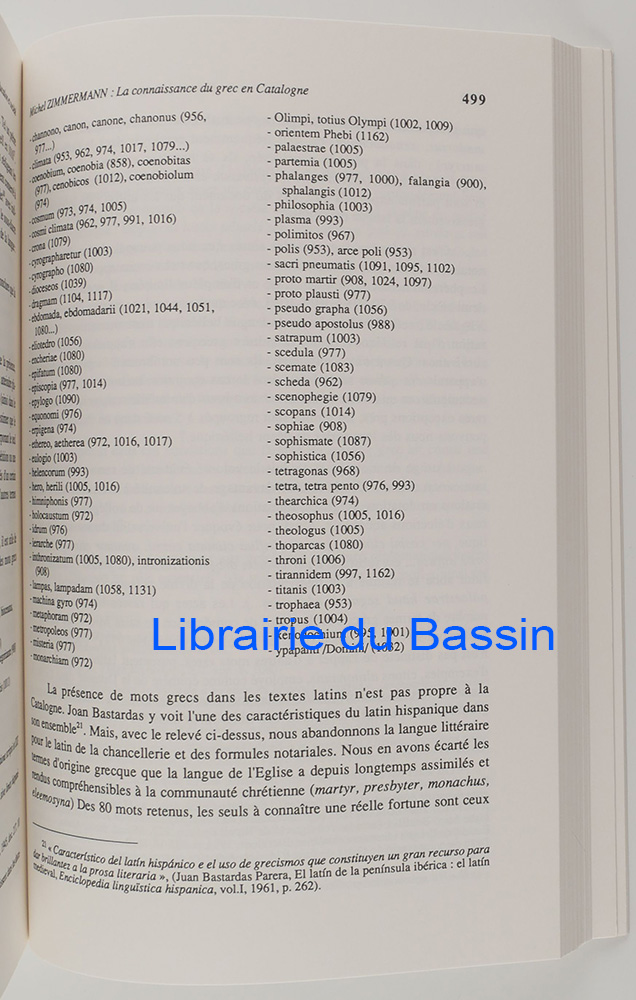 Michel ZIMMERMANN : La connaissance du grec en Catalogne
499
- channono, canon, canone, chanonus (956,
977...)
- climata (953, 962, 974, 1017, 1079...)
- coenobium, coenobia (858), coenobitas
(977), cenobicos (1012), coenobiolum
(974)
- cosmum (973, 974, 1005)
- cosmi climata (962, 977, 991, 1016)
- crona (1079)
- cyrographaretur (1003)
- cyrographo (1080)
- dioceseos (1039)
- dragmam (1104, 1117)
- ebdomada, ebdomadarii (1021, 1044, 1051,
1080...)
- eliotedro (1056)
- encheriae (1080)
- epifatum (1080)
- episcopia (977, 1014)
- epylogo (1090)
- equonomi (976)
- erpigena (974)
- ethereo, aetherea (972, 1016, 1017)
- eulogio (1003)
- helencorum (993)
- hero, herili (1005, 1016)
- himniphonis (977)
- holocaustum (972)
- idrum (976)
- ierarche (977)
- inthronizatum (1005, 1080), intronizationis
(908)
- lampas, lampadam (1058, 1131)
- machina gyro (974)
- metaphoram (972)
- metropoleos (977)
- misteria (977)
- monarchiam (972)
- Olimpi, totius Olympi (1002, 1009)
- orientem Phebi (1162)
- palaestrae (1005)
- partemia (1005)
- phalanges (977, 1000), falangia (900),
sphalangis (1012)
- philosophia (1003)
- plasma (993)
- polimitos (967)
- polis (953), arce poli (953)
- sacri pneumatis (1091, 1095, 1102)
- proto martir (908, 1024, 1097)
- proto plausti (977)
- pseudo grapha (1056)
- pseudo apostolus (988)
- satrapum (1003)
- scedula (977)
- scemate (1083)
- scheda (962)
- scenophegie (1079)
- scopans (1014)
- sophiae (908)
- sophismate (1087)
- sophistica (1056)
- tetragonas (968)
- tetra, tetra pento (976, 993)
- thearchica (974)
- theosophus (1005, 1016)
- theologus (1005)
- thoparcas (1080)
- throni (1006)
- tirannidem (997, 1162)
- titanis (1003)
- trophaea (953)
- tropus (1004)
- xenodochium (995, 1001)
- ypapanti /Domini/ (1082)
Librairie du Bassin
La présence de mots grecs dans les textes latins n'est pas propre à la
Catalogne. Joan Bastardas y voit l'une des caractéristiques du latin hispanique dans
son ensemble21. Mais, avec le relevé ci-dessus, nous abandonnons la langue littéraire
pour le latin de la chancellerie et des formules notariales. Nous en avons écarté les
termes d'origine grecque que la langue de l'Eglise a depuis longtemps assimilés et
rendus compréhensibles à la communauté chrétienne (martyr, presbyter, monachus,
eleemosyna) Des 80 mots retenus, les seuls à connaître une réelle fortune sont ceux
21 « Característico del latín hispánico e el uso de grecismos que constituyen un gran recurso para
dar brillantez a la prosa literaria », (Juan Bastardas Parera, El latín de la península ibérica : el latín
medieval, Enciclopedia linguística hispanica, vol.I, 1961, p. 262).